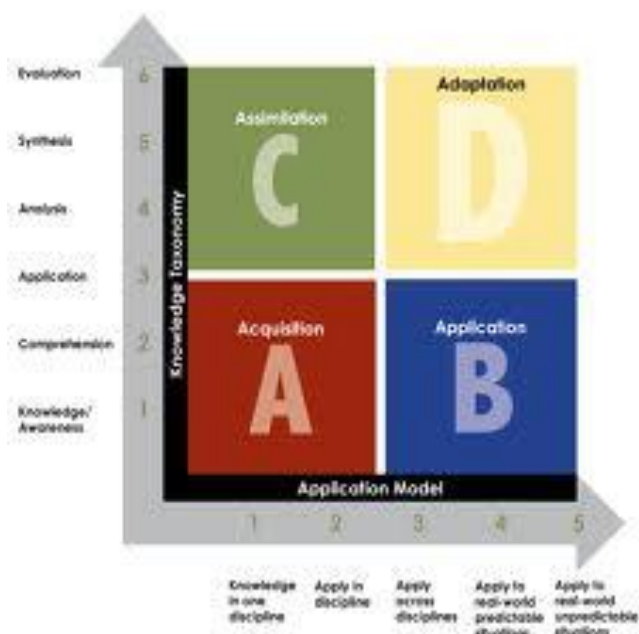 Evaluation
6
Synthesis
5
Analysis
4
Application
3
Comprehension
2
Knowledge/
Awareness
1
Knowledge Taxonomy
Assimilation
C
Adaptation
D
Acquisition
A
Application
B
Application Model
1
2
3
4
5
Knowledge
in one
discipline
Apply in
discipline
Apply
across
disciplines
Apply to
real-world
predictable
situations
Apply to
real-world
unpredictable
situations